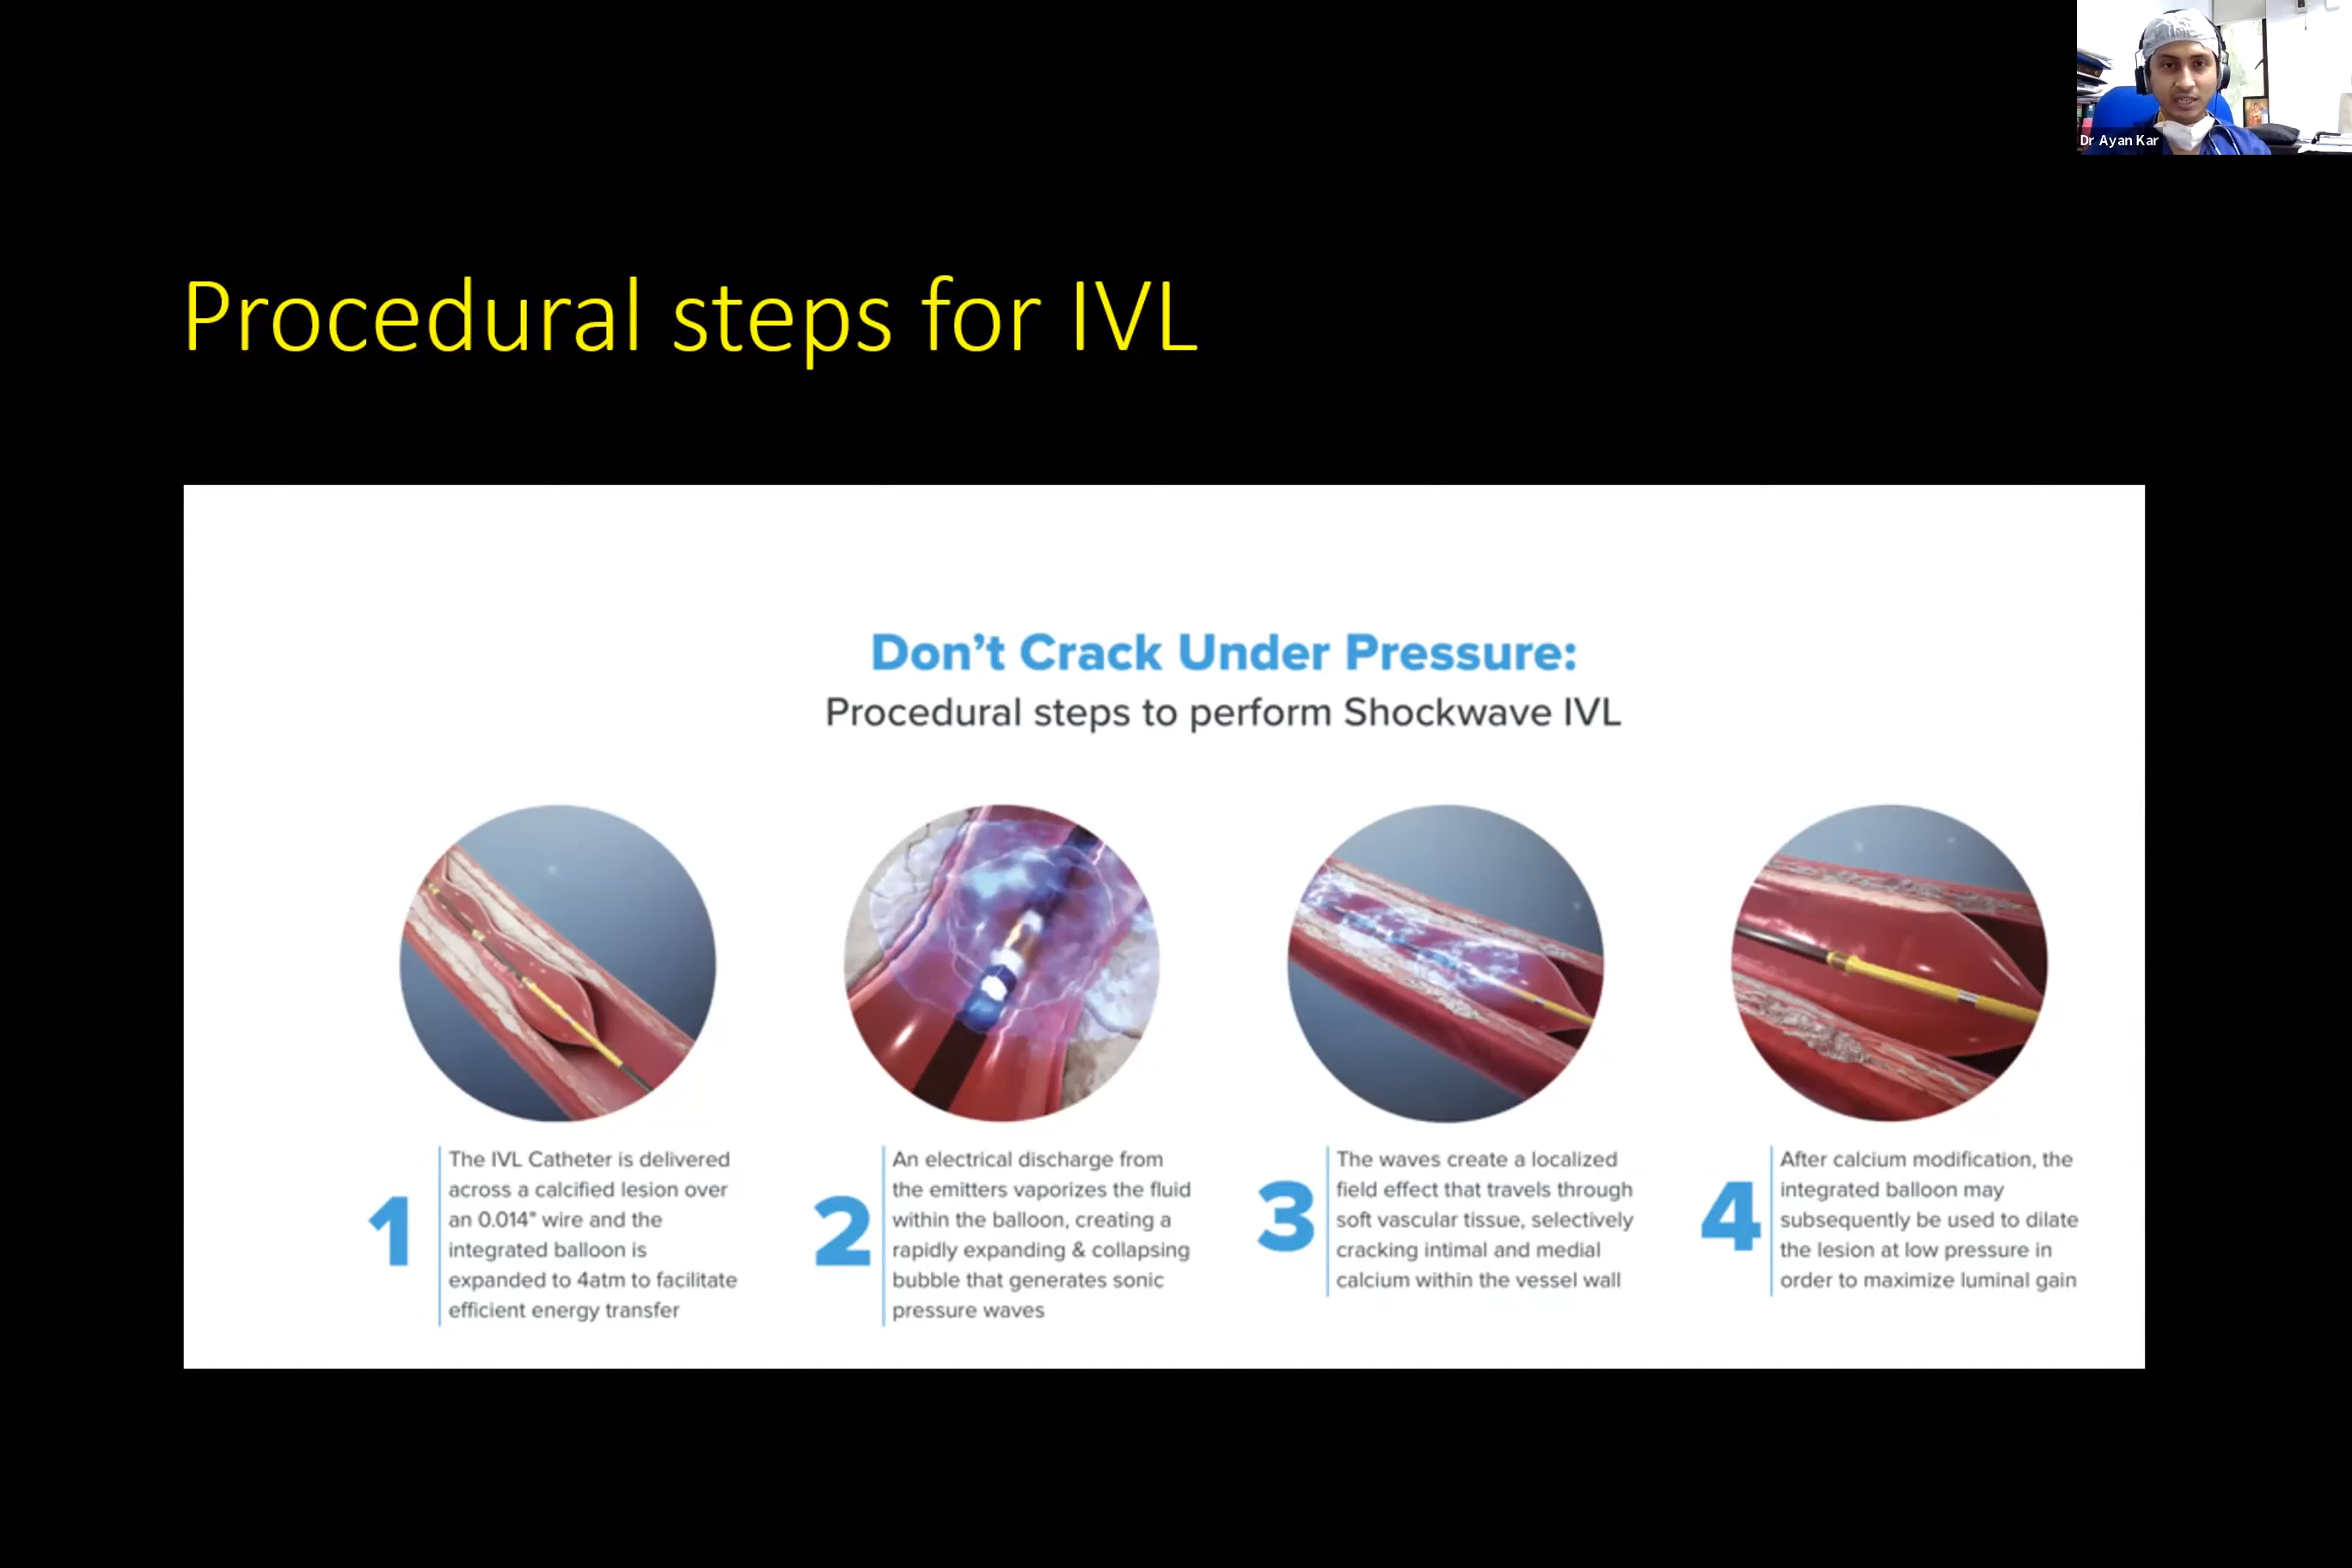 Dr Ayan Kar
Procedural steps for IVL
Don't Crack Under Pressure:
Procedural steps to perform Shockwave IVL
1
The IVL Catheter is delivered
across a calcified lesion over
an 0.014" wire and the
integrated balloon is
expanded to 4atm to facilitate
efficient energy transfer
2
An electrical discharge from
the emitters vaporizes the fluid
within the balloon, creating a
rapidly expanding & collapsing
bubble that generates sonic
pressure waves
3
The waves create a localized
field effect that travels through
soft vascular tissue, selectively
cracking intimal and medial
calcium within the vessel wall
4
After calcium modification, the
integrated balloon may
subsequently be used to dilate
the lesion at low pressure in
order to maximize luminal gain